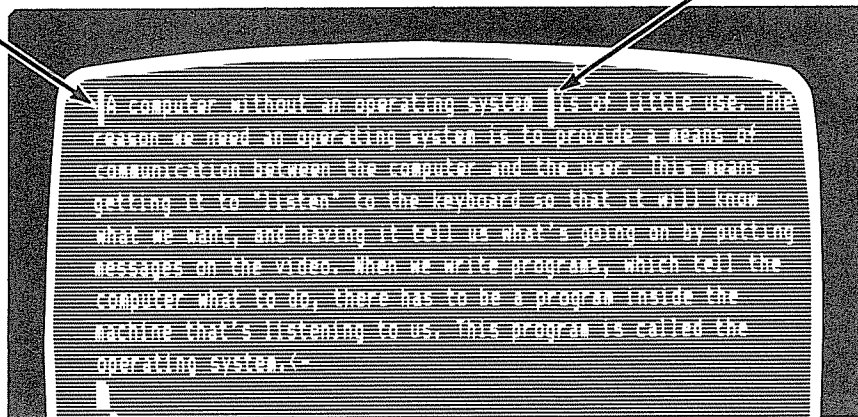 A computer without an operating system is of little use. The
reason we need an operating system is to provide a means of
communication between the computer and the user. This means
getting it to "listen" to the keyboard so that it will know
what we want, and having it tell us what's going on by putting
messages on the video. When we write programs, which tell the
computer what to do, there has to be a program inside the
machine that's listening to us. This program is called the
operating system.<-